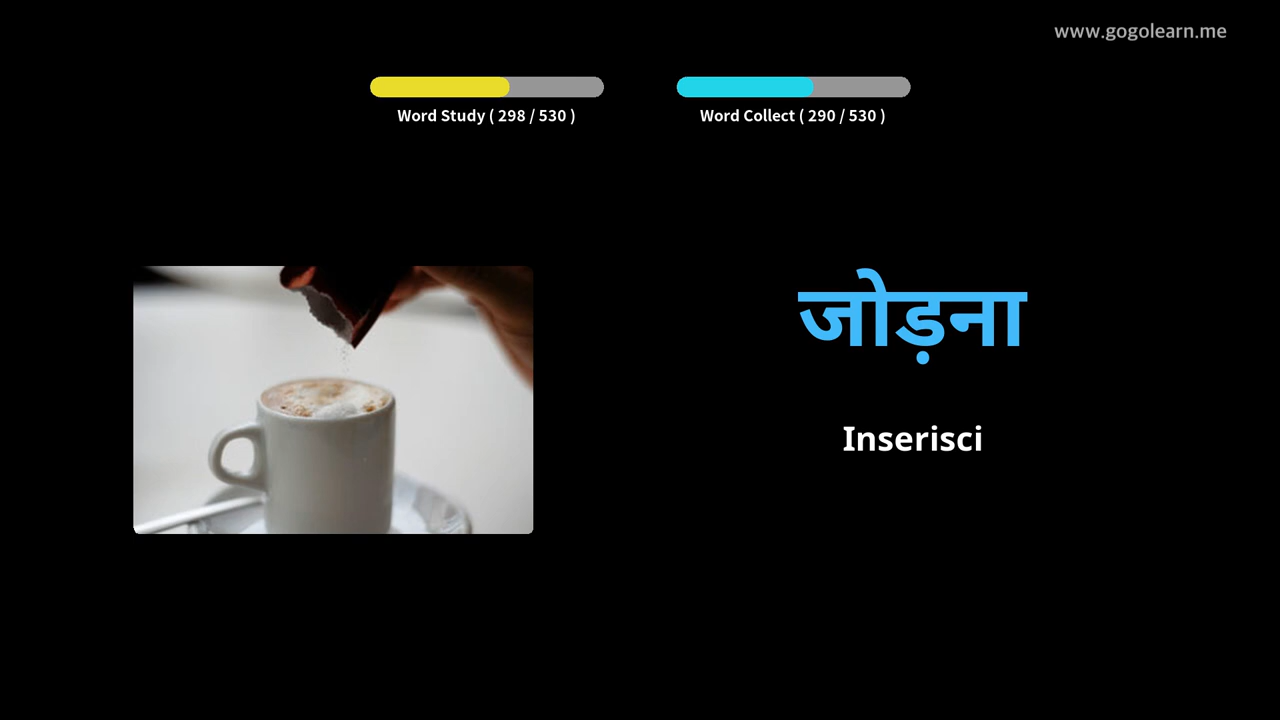 www.gogolearn.me
Word Study ( 298 / 530 )
Word Collect ( 290 / 530 )
जोड़ना
Inserisci